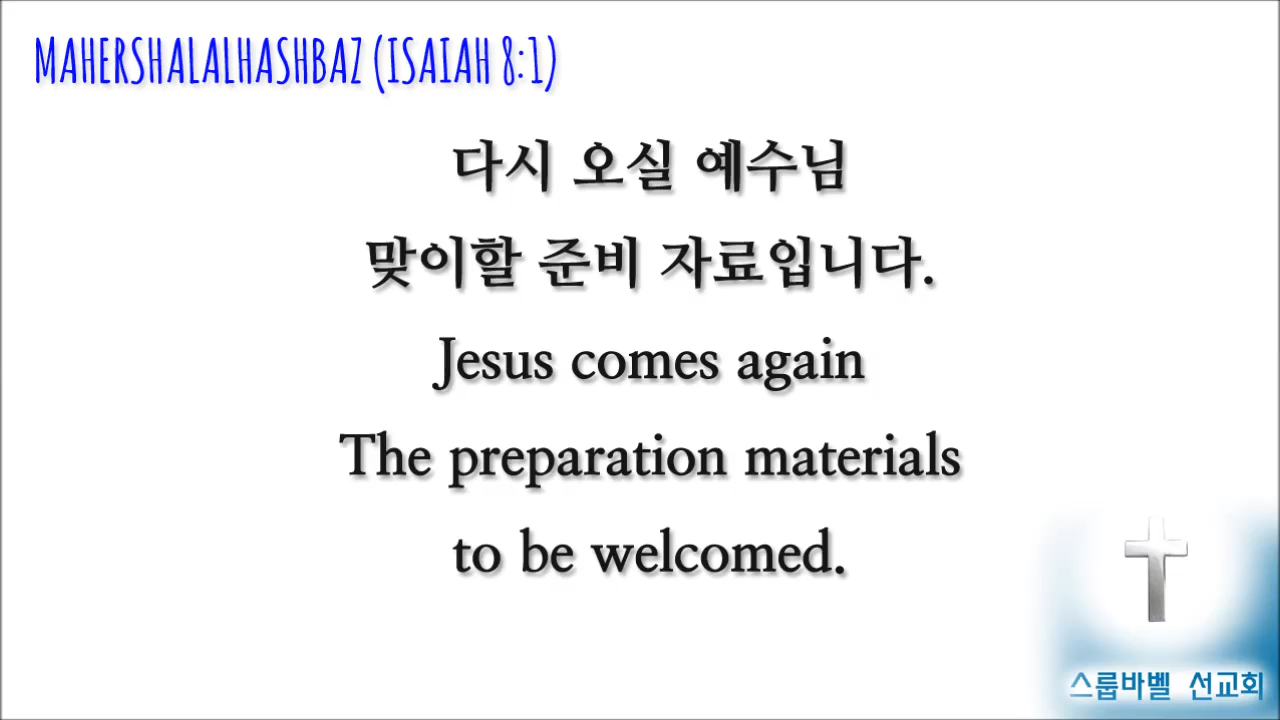 MAHERSHALALHASHBAZ (ISAIAH 8:1)
다시 오실 예수님
맞이할 준비 자료입니다.
Jesus comes again
The preparation materials
to be welcomed.
스룹바벨 선교회